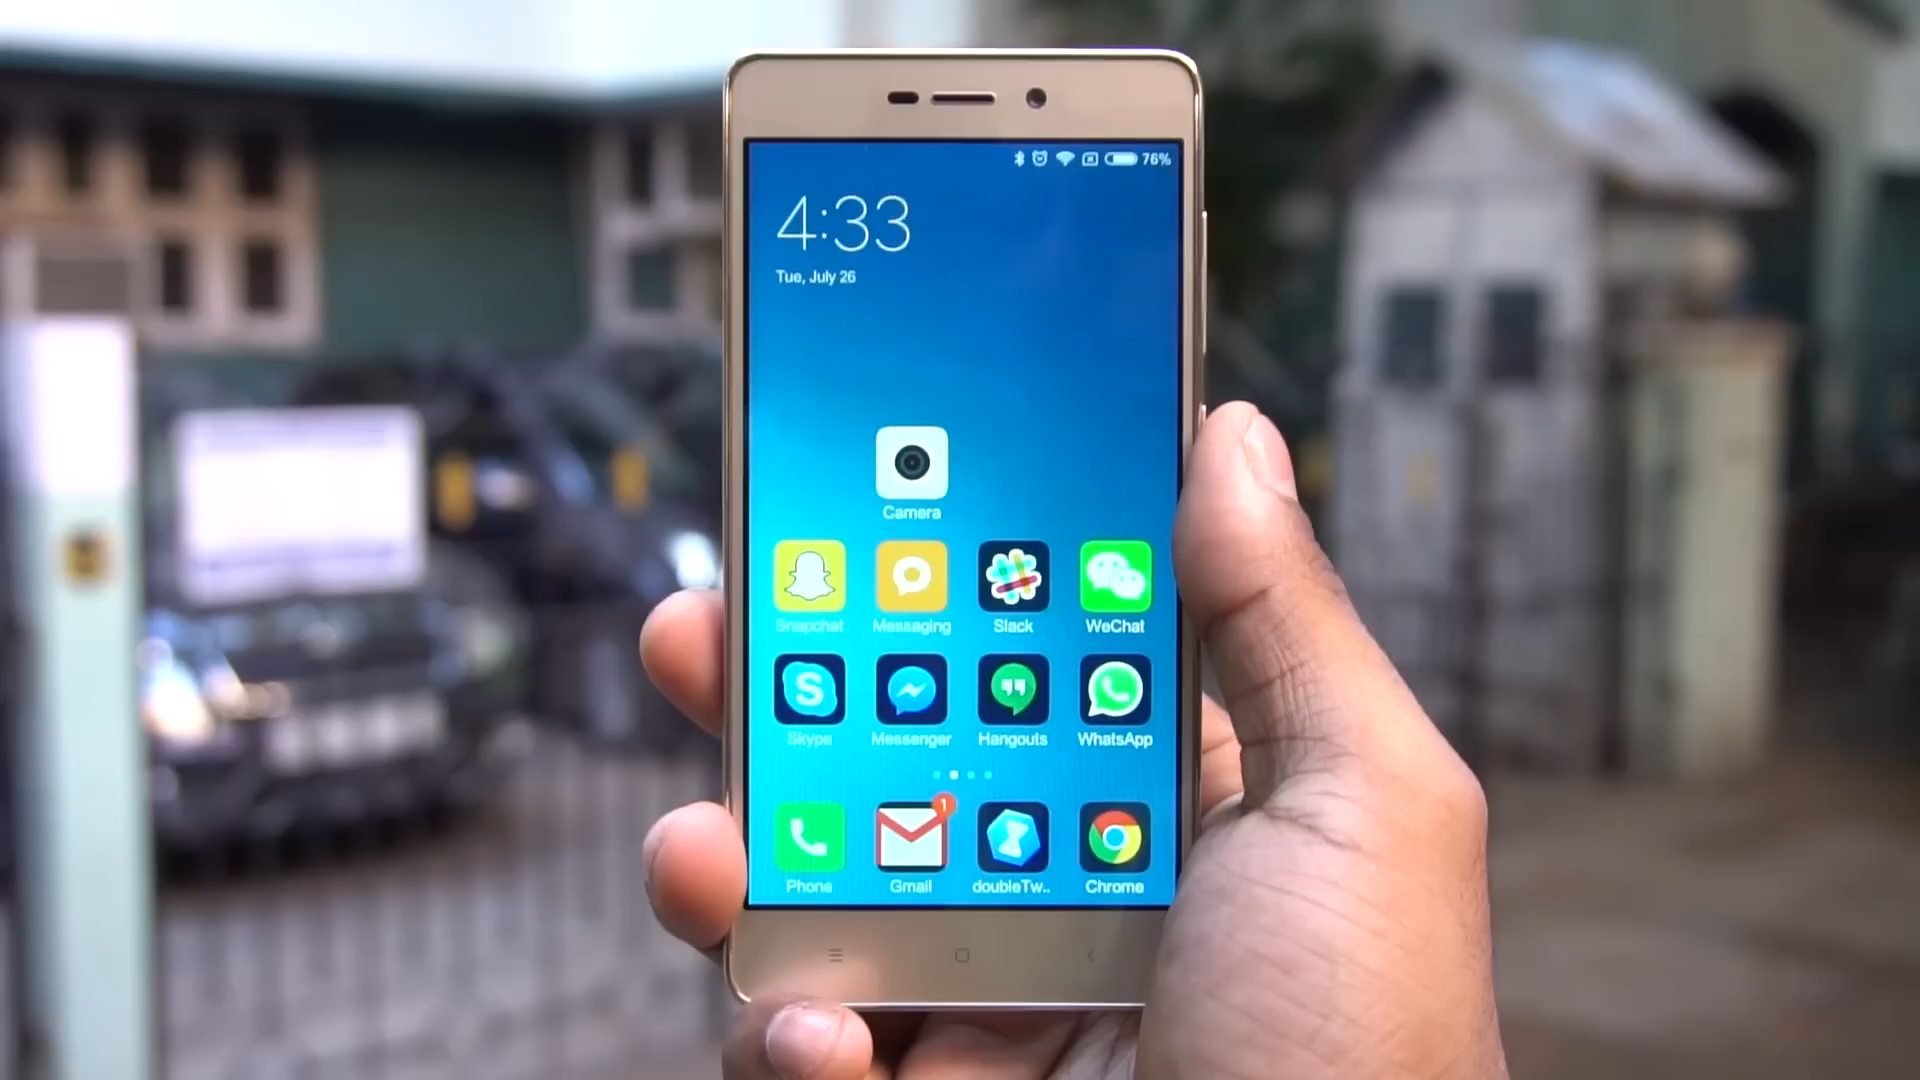 76%
4:33
Tue, July 26
Camera
Snapchat Messaging Slack WeChat
Skype Messenger Hangouts WhatsApp
1
Phone Gmail doubleTw.. Chrome